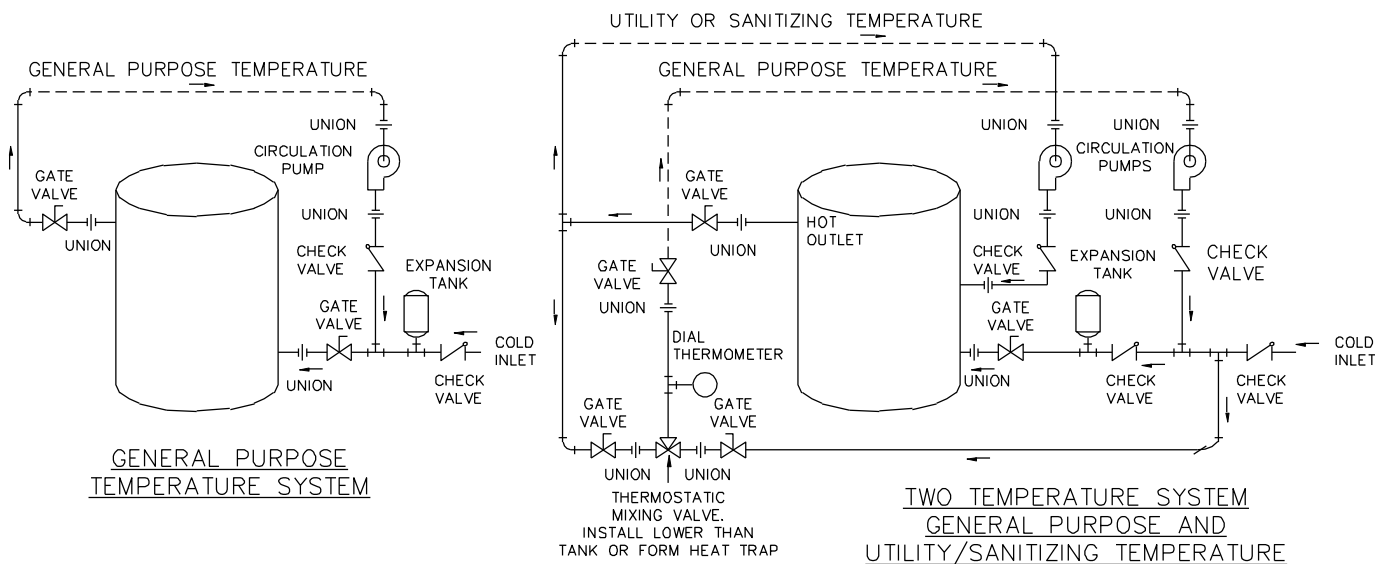 GENERAL PURPOSE TEMPERATURE
UNION
CIRCULATION
PUMP
GATE
VALVE
UNION
UNION
CHECK
VALVE
EXPANSION
TANK
GATE
VALVE
COLD
INLET
UNION
CHECK
VALVE
GENERAL PURPOSE
TEMPERATURE SYSTEM
UTILITY OR SANITIZING TEMPERATURE
GENERAL PURPOSE TEMPERATURE
UNION
UNION
CIRCULATION
PUMPS
GATE
VALVE
UNION
HOT
OUTLET
UNION
UNION
CHECK
VALVE
EXPANSION
TANK
CHECK
VALVE
GATE
VALVE
UNION
GATE
VALVE
DIAL
THERMOMETER
COLD
INLET
UNION
CHECK
VALVE
CHECK
VALVE
GATE
VALVE
GATE
VALVE
UNION
UNION
THERMOSTATIC
MIXING VALVE.
INSTALL LOWER THAN
TANK OR FORM HEAT TRAP
TWO TEMPERATURE SYSTEM
GENERAL PURPOSE AND
UTILITY/SANITIZING TEMPERATURE